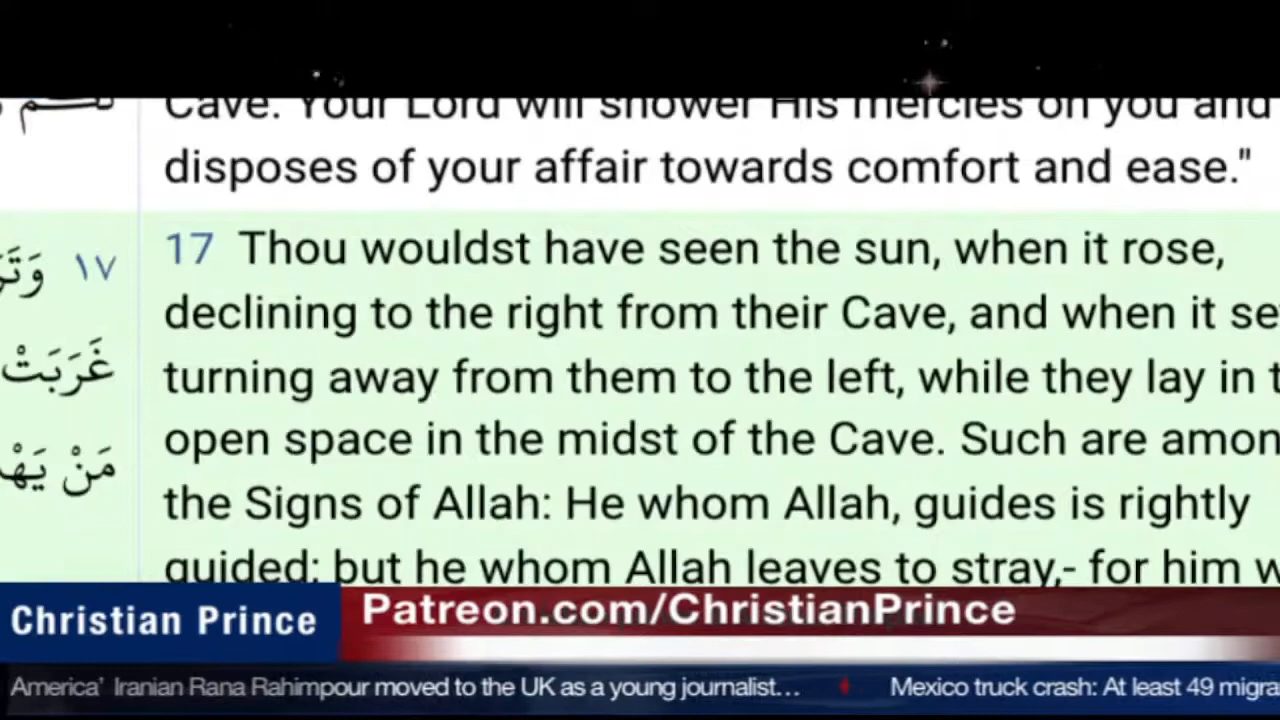 Cave: Your Lord will shower His mercies on you and
disposes of your affair towards comfort and ease."
١٧ وَتَرَ
17 Thou wouldst have seen the sun, when it rose,
declining to the right from their Cave, and when it se
غَرَبَتْ
turning away from them to the left, while they lay in t
open space in the midst of the Cave. Such are amon
مَنْ يَهْ
the Signs of Allah: He whom Allah, guides is rightly
guided; but he whom Allah leaves to stray,- for him w
Christian Prince
Patreon.com/ChristianPrince
America' Iranian Rana Rahimpour moved to the UK as a young journalist... Mexico truck crash: At least 49 migra